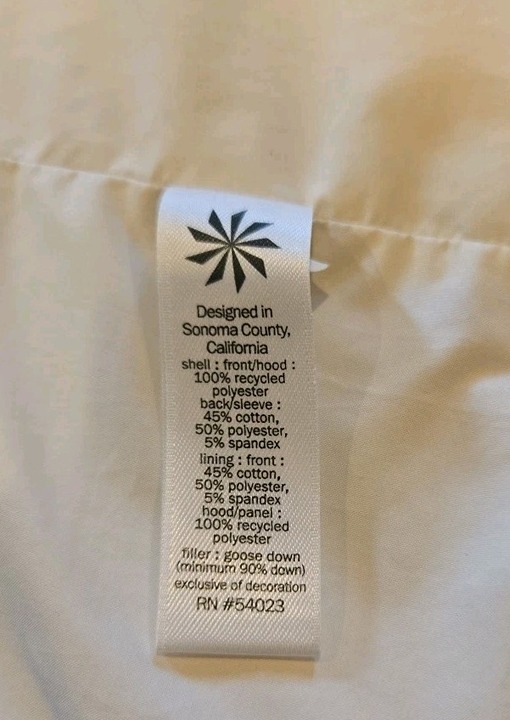 Designed in
Sonoma County,
California
shell : front/hood :
100% recycled
polyester
back/sleeve :
45% cotton,
50% polyester,
5% spandex
lining : front :
45% cotton,
50% polyester,
5% spandex
hood/panel :
100% recycled
polyester
filler : goose down
(minimum 90% down)
exclusive of decoration
RN #54023